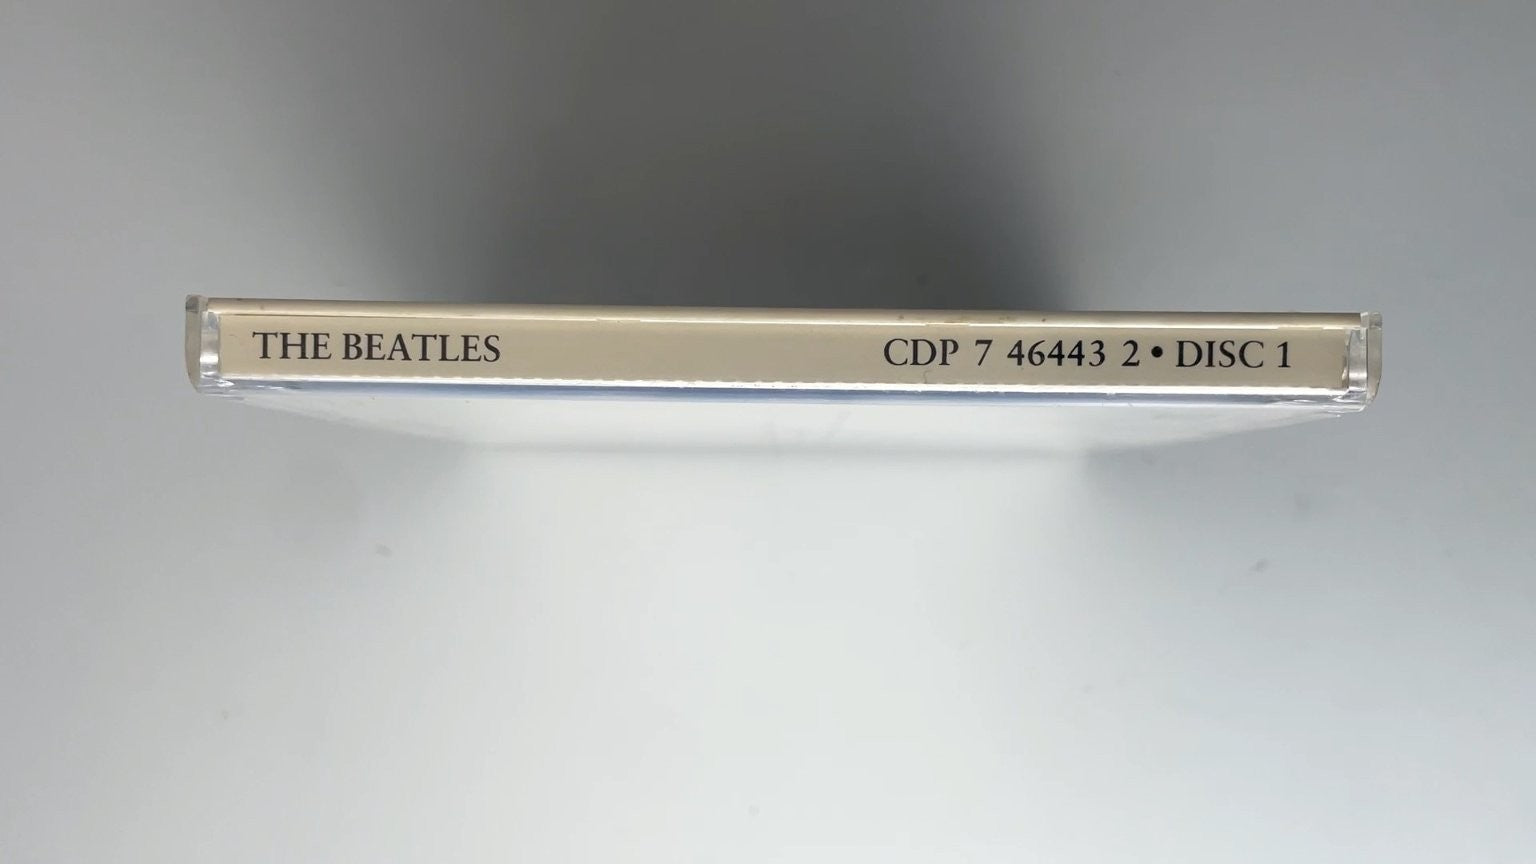 THE BEATLES CDP 7 46443 2 • DISC 1